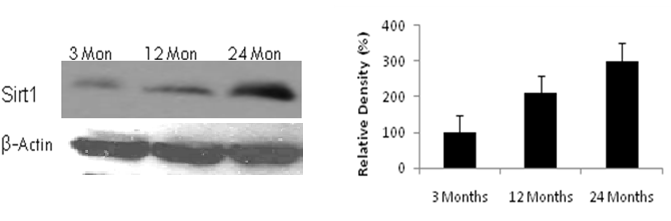 3 Mon 12 Mon 24 Mon
Sirt1
β-Actin
Relative Density (%)
400
300
200
100
0
3 Months 12 Months 24 Months